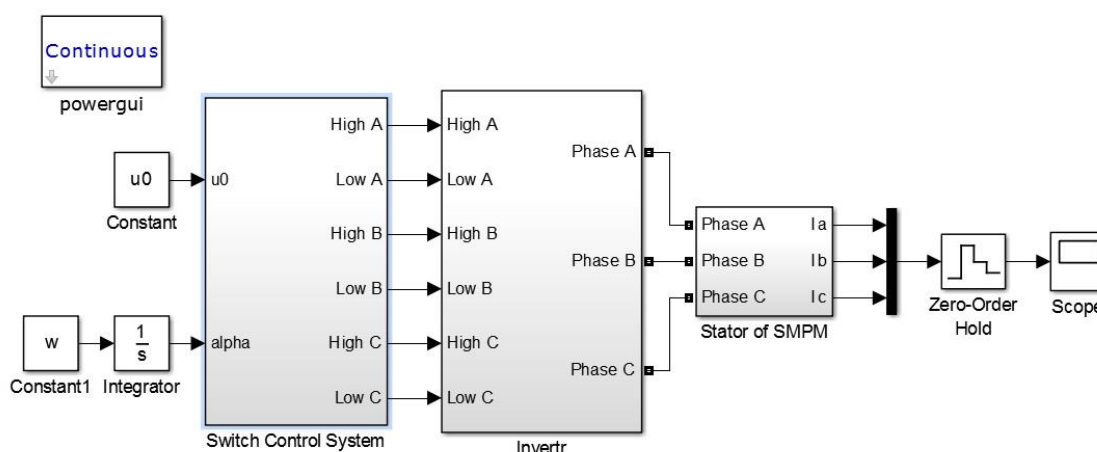 Continuous
powergui
u0
Constant
w
Constant1
1
s
Integrator
u0
alpha
High A
Low A
High B
Low B
High C
Low C
Switch Control System
High A
Low A
High B
Low B
High C
Low C
Phase A
Phase B
Phase C
Invertr
Phase A
Phase B
Phase C
Ia
Ib
Ic
Stator of SMPM
Zero-Order
Hold
Scope